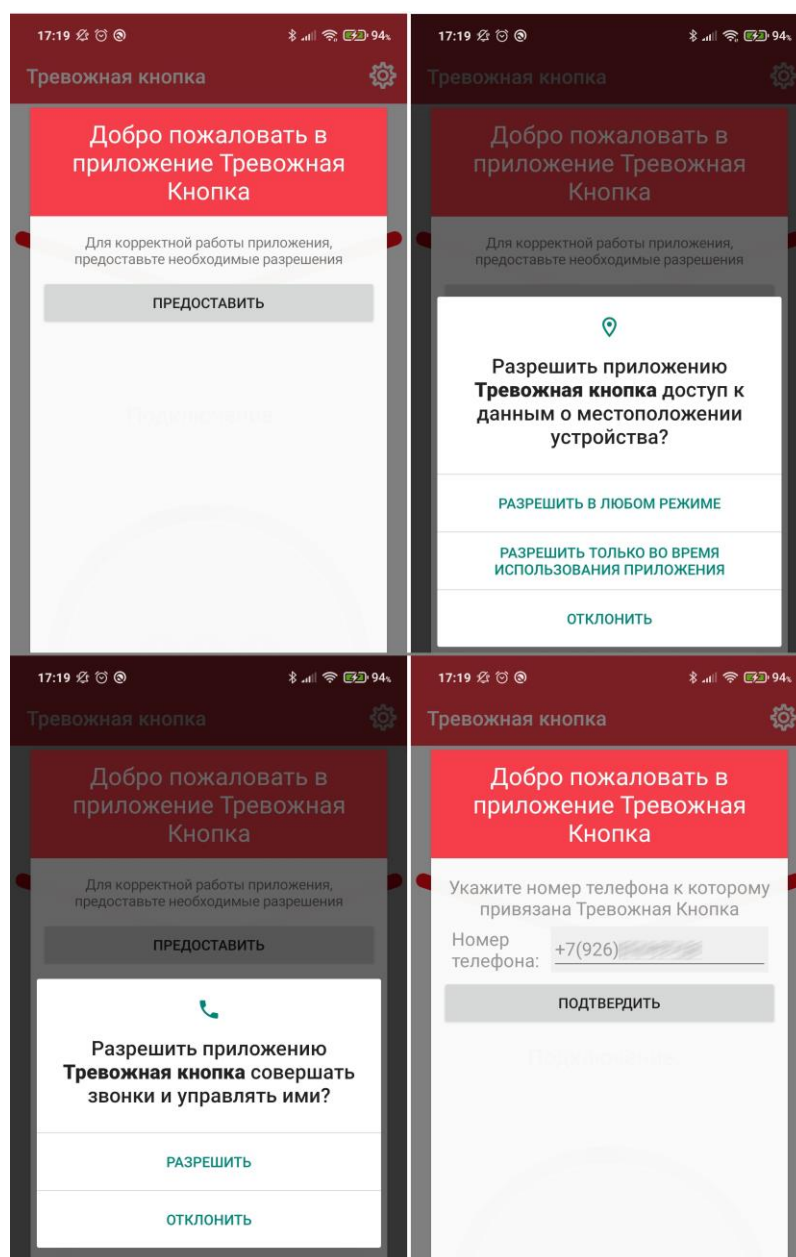 17:19
94%
Тревожная кнопка
Добро пожаловать в
приложение Тревожная
Кнопка
Для корректной работы приложения,
предоставьте необходимые разрешения
ПРЕДОСТАВИТЬ
17:19
94%
Тревожная кнопка
Добро пожаловать в
приложение Тревожная
Кнопка
Для корректной работы приложения,
предоставьте необходимые разрешения
Разрешить приложению
Тревожная кнопка доступ к
данным о местоположении
устройства?
РАЗРЕШИТЬ В ЛЮБОМ РЕЖИМЕ
РАЗРЕШИТЬ ТОЛЬКО ВО ВРЕМЯ
ИСПОЛЬЗОВАНИЯ ПРИЛОЖЕНИЯ
ОТКЛОНИТЬ
17:19
94%
Тревожная кнопка
Добро пожаловать в
приложение Тревожная
Кнопка
Для корректной работы приложения,
предоставьте необходимые разрешения
ПРЕДОСТАВИТЬ
Разрешить приложению
Тревожная кнопка совершать
звонки и управлять ими?
РАЗРЕШИТЬ
ОТКЛОНИТЬ
17:19
94%
Тревожная кнопка
Добро пожаловать в
приложение Тревожная
Кнопка
Укажите номер телефона к которому
привязана Тревожная Кнопка
Номер
телефона:
+7(926)
ПОДТВЕРДИТЬ